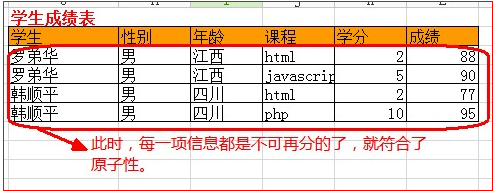 学生成绩表
学生 性别 年龄 课程 学分 成绩
罗弟华 男 江西 html 2 88
罗弟华 男 江西 javascrip 5 90
韩顺平 男 四川 html 2 77
韩顺平 男 四川 php 10 95
此时，每一项信息都是不可再分的了，就符合了
原子性。